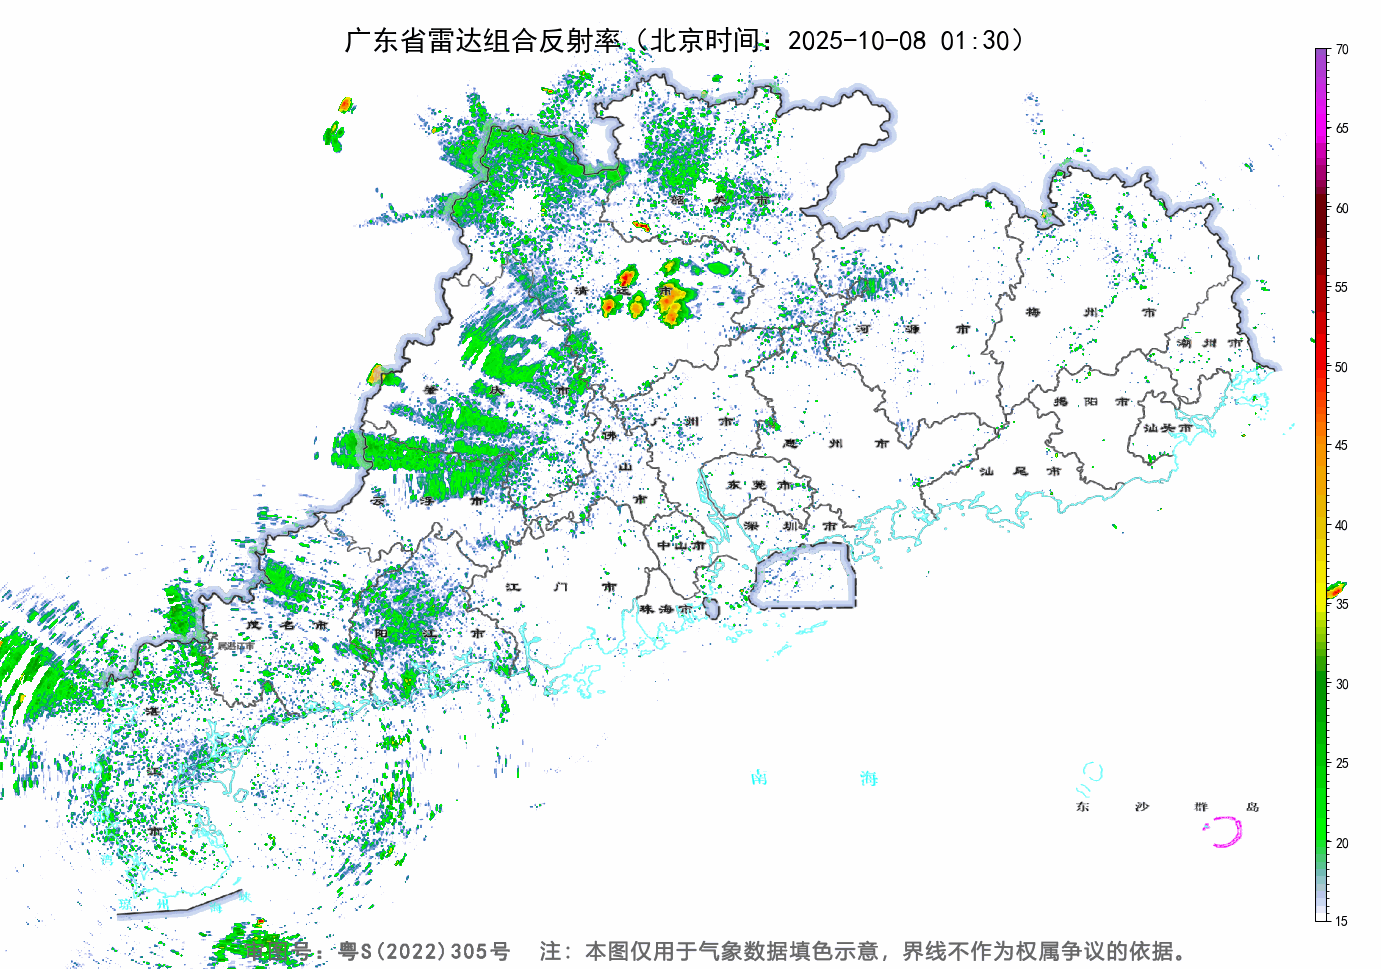 广东省雷达组合反射率（北京时间：2025-10-08 01:30）
70
65
60
55
50
45
40
35
30
25
20
15
韶关市
清远市
河源市
梅州市
潮州市
肇庆市
广州市
揭阳市
汕头市
佛山市
惠州市
汕尾市
云浮市
东莞市
深圳市
中山市
江门市
珠海市
茂名市
阳江市
湛江市
南海
东沙群岛
琼州海峡
审图号：粤S(2022)305号 注：本图仅用于气象数据填色示意，界线不作为权属争议的依据。